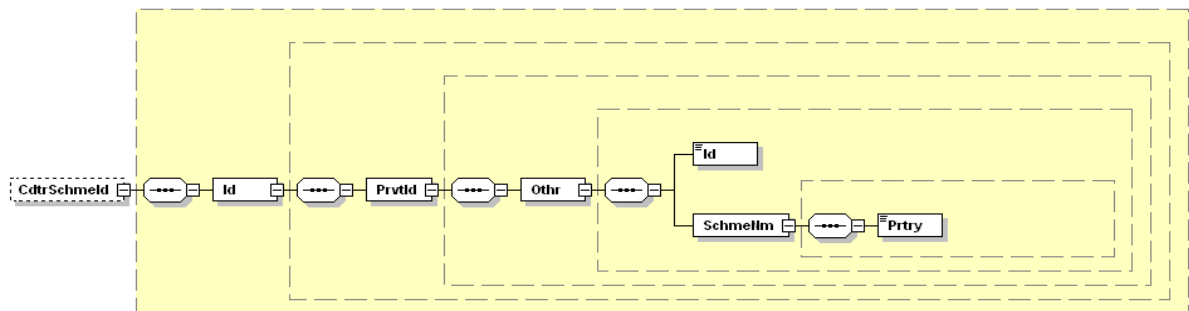 CdtrSchmeId
Id
PrvtId
Othr
Id
SchmeNm
Prtry